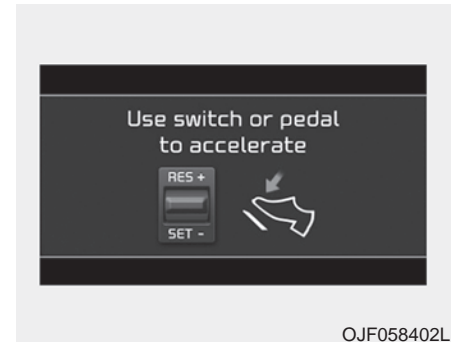 Use switch or pedal
to accelerate
RES +
SET -
OJF058402L